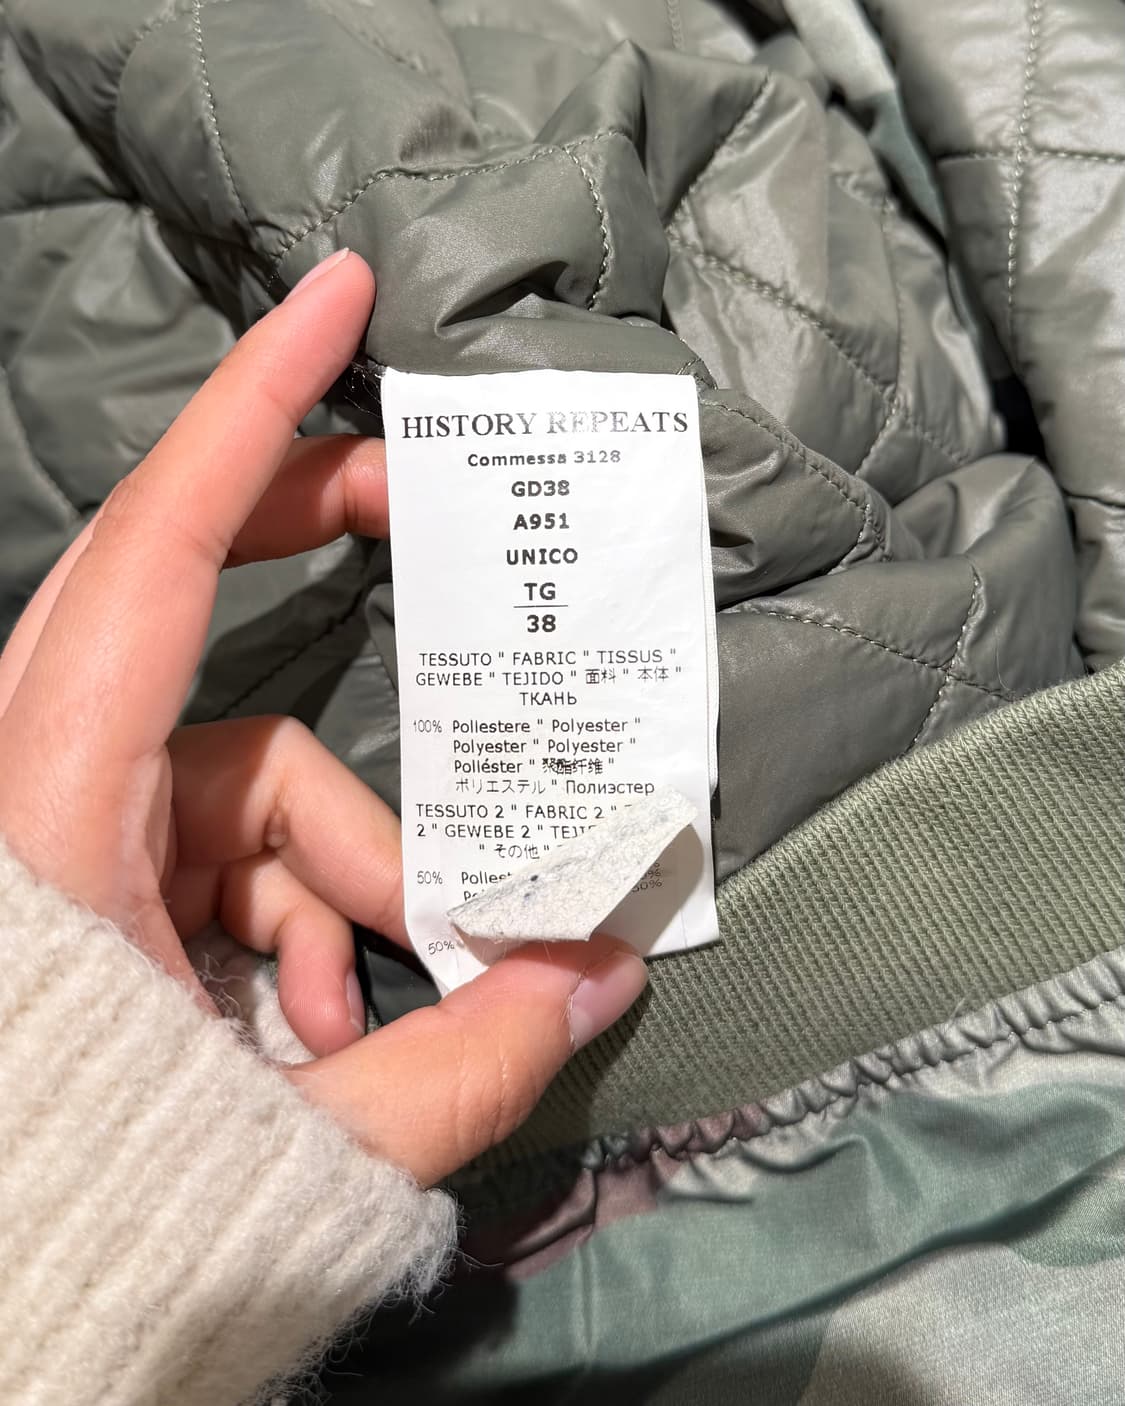 HISTORY REPEATS
Commessa 3128
GD38
A951
UNICO
TG
38
TESSUTO " FABRIC " TISSUS "
GEWEBE " TEJIDO " 面料 " 本体 "
ТКАНЬ
100% Poliestere " Polyester "
Polyester " Polyester "
Poliéster " 聚酯纤维 "
ポリエステル " Полиэстер
TESSUTO 2 " FABRIC 2 "
2 " GEWEBE 2 "
" その他 "
50%
50%